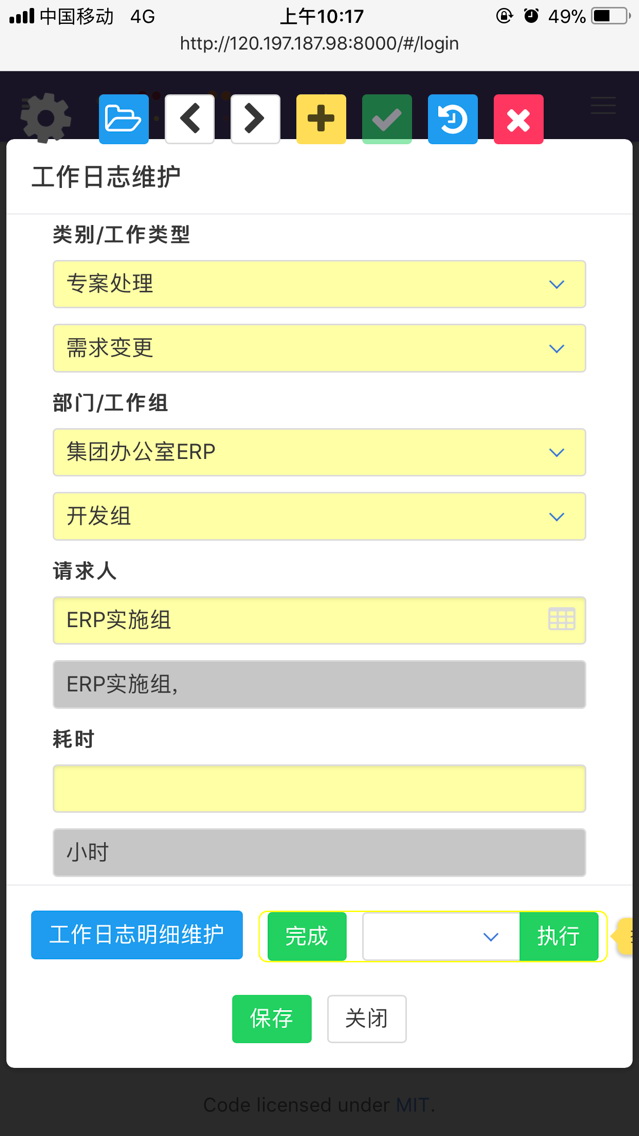 中国移动 4G 上午10:17 49%
http://120.197.187.98:8000/#/login
工作日志维护
类别/工作类型
专案处理
需求变更
部门/工作组
集团办公室ERP
开发组
请求人
ERP实施组
ERP实施组,
耗时
小时
工作日志明细维护 完成 执行
保存 关闭
Code licensed under MIT.